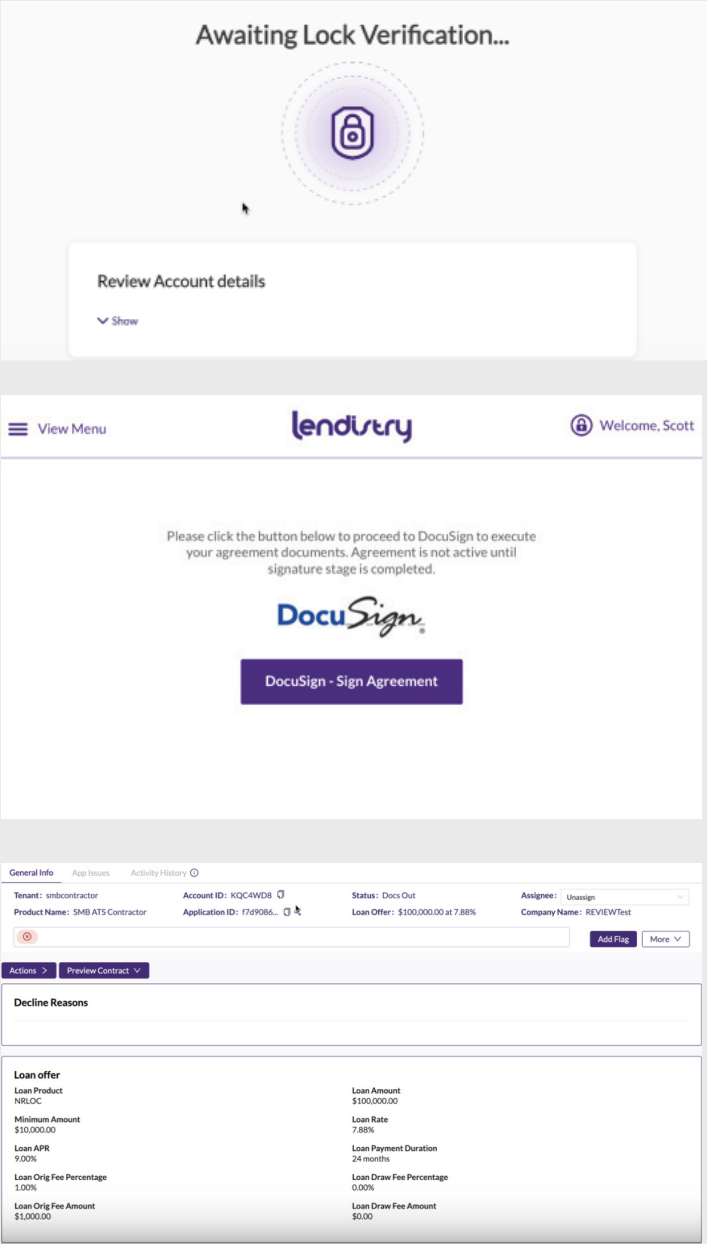 Awaiting Lock Verification...
Review Account details
Show
View Menu
lendistry
Welcome, Scott
Please click the button below to proceed to DocuSign to execute
your agreement documents. Agreement is not active until
signature stage is completed.
DocuSign®
DocuSign - Sign Agreement
General Info App Issues Activity History
Tenant: smbcontractor Account ID: KQC4WD8 Status: Docs Out Assignee: Unassign
Product Name: SMB ATS Contractor Application ID: f7d9086... Loan Offer: $100,000.00 at 7.88% Company Name: REVIEWTest
Add Flag More
Actions > Preview Contract
Decline Reasons
Loan offer
Loan Product Loan Amount
NRLOC $100,000.00
Minimum Amount Loan Rate
$10,000.00 7.88%
Loan APR Loan Payment Duration
9.00% 24 months
Loan Orig Fee Percentage Loan Draw Fee Percentage
1.00% 0.00%
Loan Orig Fee Amount Loan Draw Fee Amount
$1,000.00 $0.00